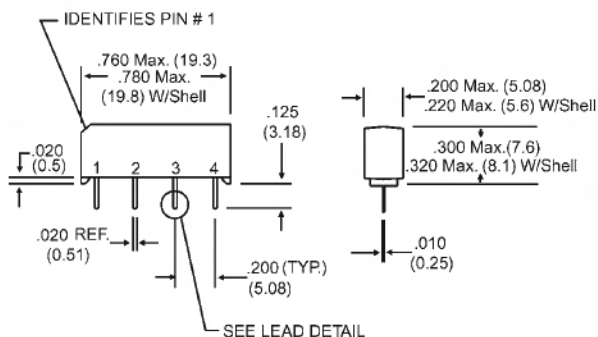 IDENTIFIES PIN # 1
.760 Max. (19.3)
.780 Max.
(19.8) W/Shell
.125
(3.18)
.020
(0.5)
1 2 3 4
.020 REF.
(0.51)
.200 (TYP.)
(5.08)
SEE LEAD DETAIL
.200 Max. (5.08)
.220 Max. (5.6) W/Shell
.300 Max.(7.6)
.320 Max. (8.1) W/Shell
.010
(0.25)